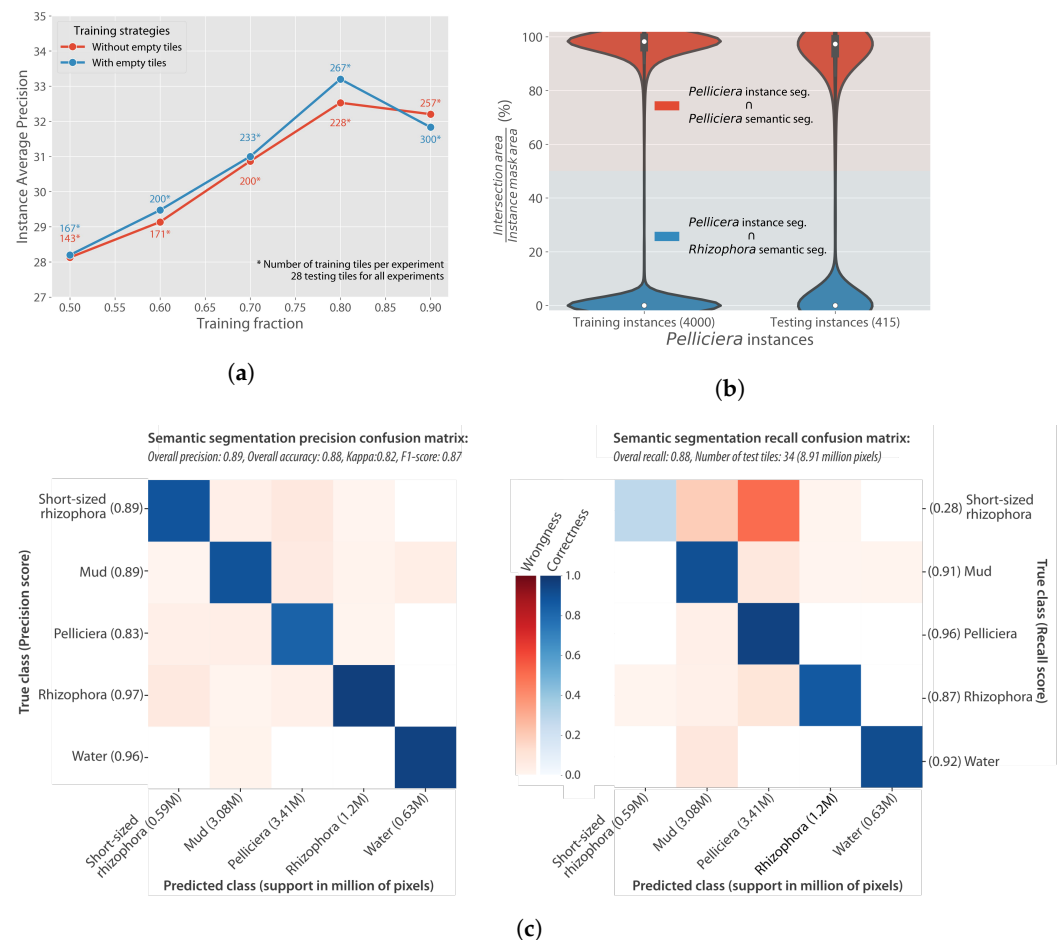 35
34
33
32
31
30
29
28
27
Instance Average Precision
Training strategies
Without empty tiles
With empty tiles
267*
257*
228*
300*
233*
200*
200*
171*
167*
143*
* Number of training tiles per experiment
28 testing tiles for all experiments
0.50 0.55 0.60 0.65 0.70 0.75 0.80 0.85 0.90
Training fraction
(a)
100
80
60
40
20
0
Intersection area
Instance mask area
(%)
Pelliciera instance seg.
∩
Pelliciera semantic seg.
Pellicera instance seg.
∩
Rhizophora semantic seg.
Training instances (4000) Testing instances (415)
Pelliciera instances
(b)
Semantic segmentation precision confusion matrix:
Overall precision: 0.89, Overall accuracy: 0.88, Kappa:0.82, F1-score: 0.87
True class (Precision score)
Short-sized
rhizophora (0.89)
Mud (0.89)
Pelliciera (0.83)
Rhizophora (0.97)
Water (0.96)
Short-sized
rhizophora (0.59M)
Mud (3.08M)
Pelliciera (3.41M)
Rhizophora (1.2M)
Water (0.63M)
Predicted class (support in million of pixels)
Semantic segmentation recall confusion matrix:
Overal recall: 0.88, Number of test tiles: 34 (8.91 million pixels)
Wrongness
Correctness
1.0
0.8
0.6
0.4
0.2
0.0
(0.28) Short-sized
rhizophora
(0.91) Mud
(0.96) Pelliciera
(0.87) Rhizophora
(0.92) Water
True class (Recall score)
Short-sized
rhizophora (0.59M)
Mud (3.08M)
Pelliciera (3.41M)
Rhizophora (1.2M)
Water (0.63M)
Predicted class (support in million of pixels)
(c)